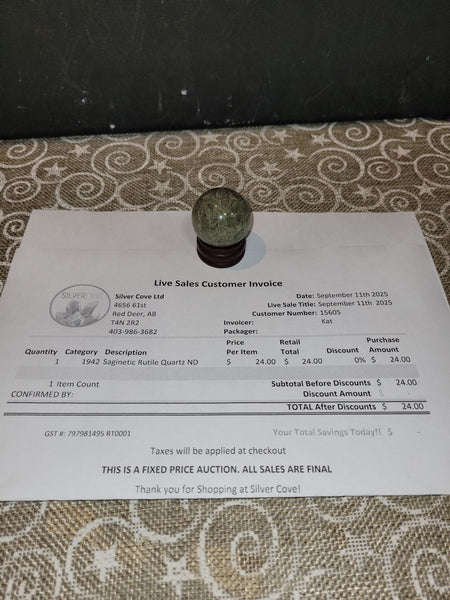 Live Sales Customer Invoice
SILVER COVE
Silver Cove Ltd
4656 61st
Red Deer, AB
T4N 2R2
403-986-3682
Date: September 11th 2025
Live Sale Title: September 11th 2025
Customer Number: 15605
Invoicer: Kat
Packager:
Quantity Category Description Price Per Item Retail Total Discount Purchase Amount
1 1942 Saginetic Rutile Quartz ND $ 24.00 $ 24.00 0% $ 24.00
1 Item Count Subtotal Before Discounts $ 24.00
CONFIRMED BY: Discount Amount $ -
TOTAL After Discounts $ 24.00
GST #: 797981495 RT0001 Your Total Savings Today!! $ -
Taxes will be applied at checkout
THIS IS A FIXED PRICE AUCTION. ALL SALES ARE FINAL
Thank you for Shopping at Silver Cove!